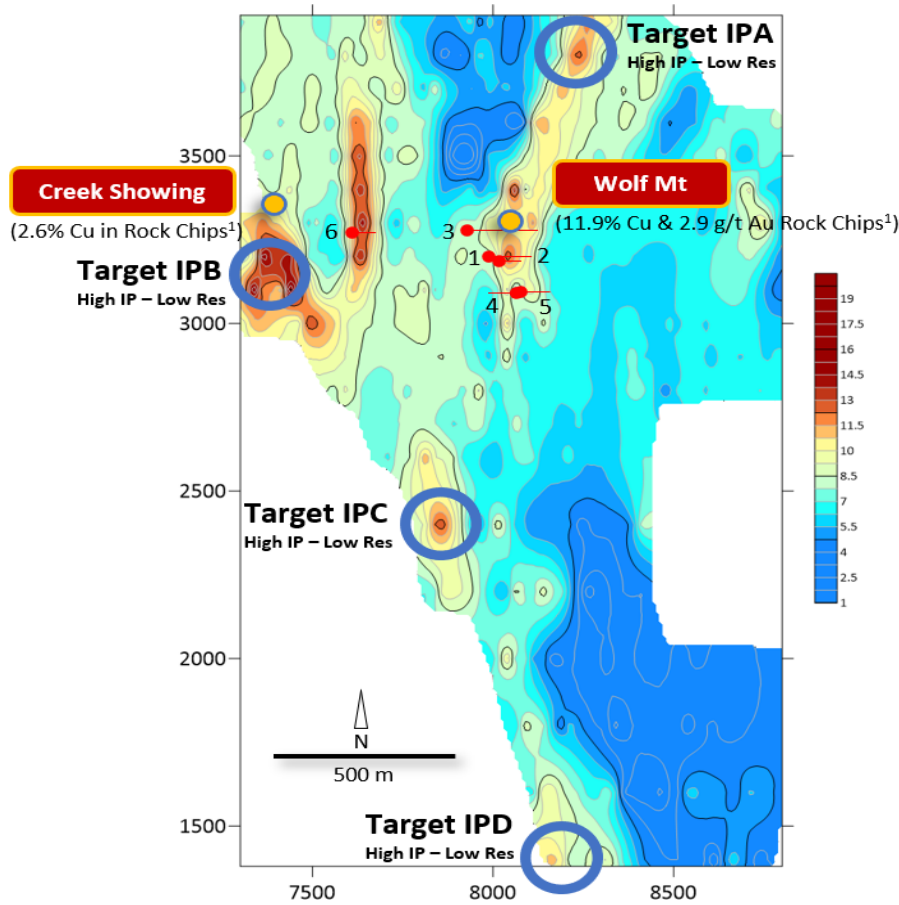 Target IPA
High IP – Low Res
3500
Creek Showing
(2.6% Cu in Rock Chips¹)
Wolf Mt
(11.9% Cu & 2.9 g/t Au Rock Chips¹)
6
3
1
2
Target IPB
High IP – Low Res
4
5
3000
19
17.5
16
14.5
13
11.5
10
8.5
7
5.5
4
2.5
1
2500
Target IPC
High IP – Low Res
2000
N
500 m
1500
Target IPD
High IP – Low Res
7500
8000
8500